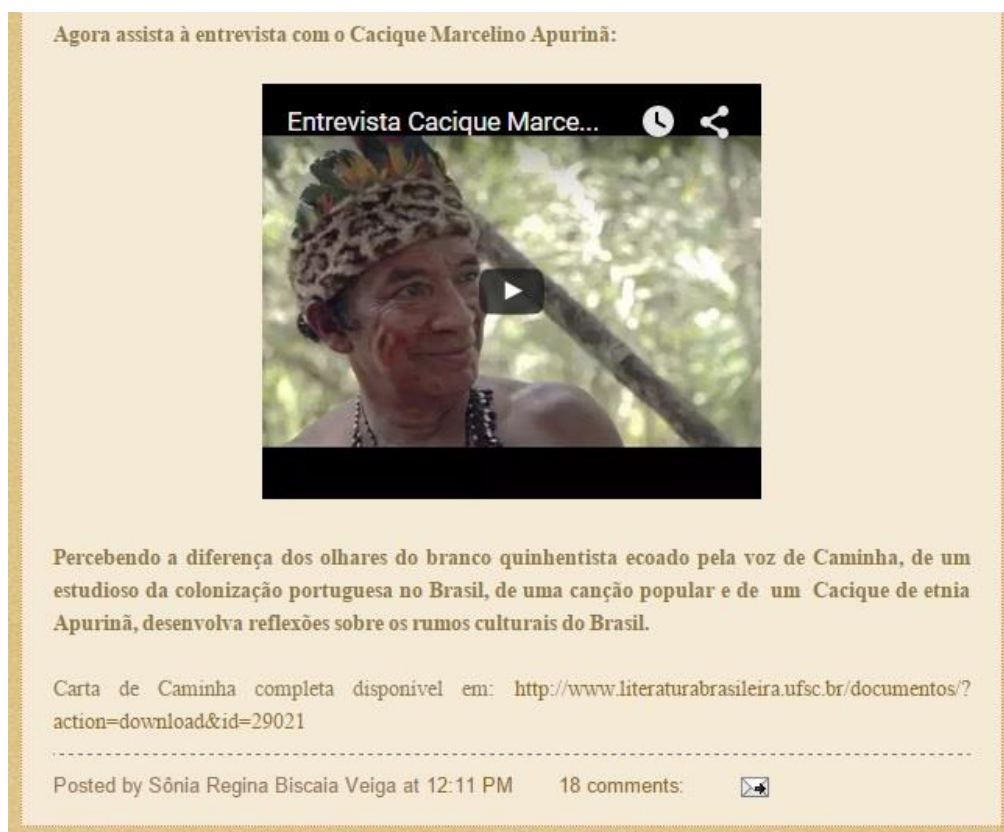 Agora assista à entrevista com o Cacique Marcelino Apurinã:
Entrevista Cacique Marce...
Percebendo a diferença dos olhares do branco quinhentista ecoado pela voz de Caminha, de um
estudioso da colonização portuguesa no Brasil, de uma canção popular e de um Cacique de etnia
Apurinã, desenvolva reflexões sobre os rumos culturais do Brasil.
Carta de Caminha completa disponível em: http://www.literaturabrasileira.ufsc.br/documentos/?
action=download&id=29021
Posted by Sônia Regina Biscaia Veiga at 12:11 PM 18 comments: